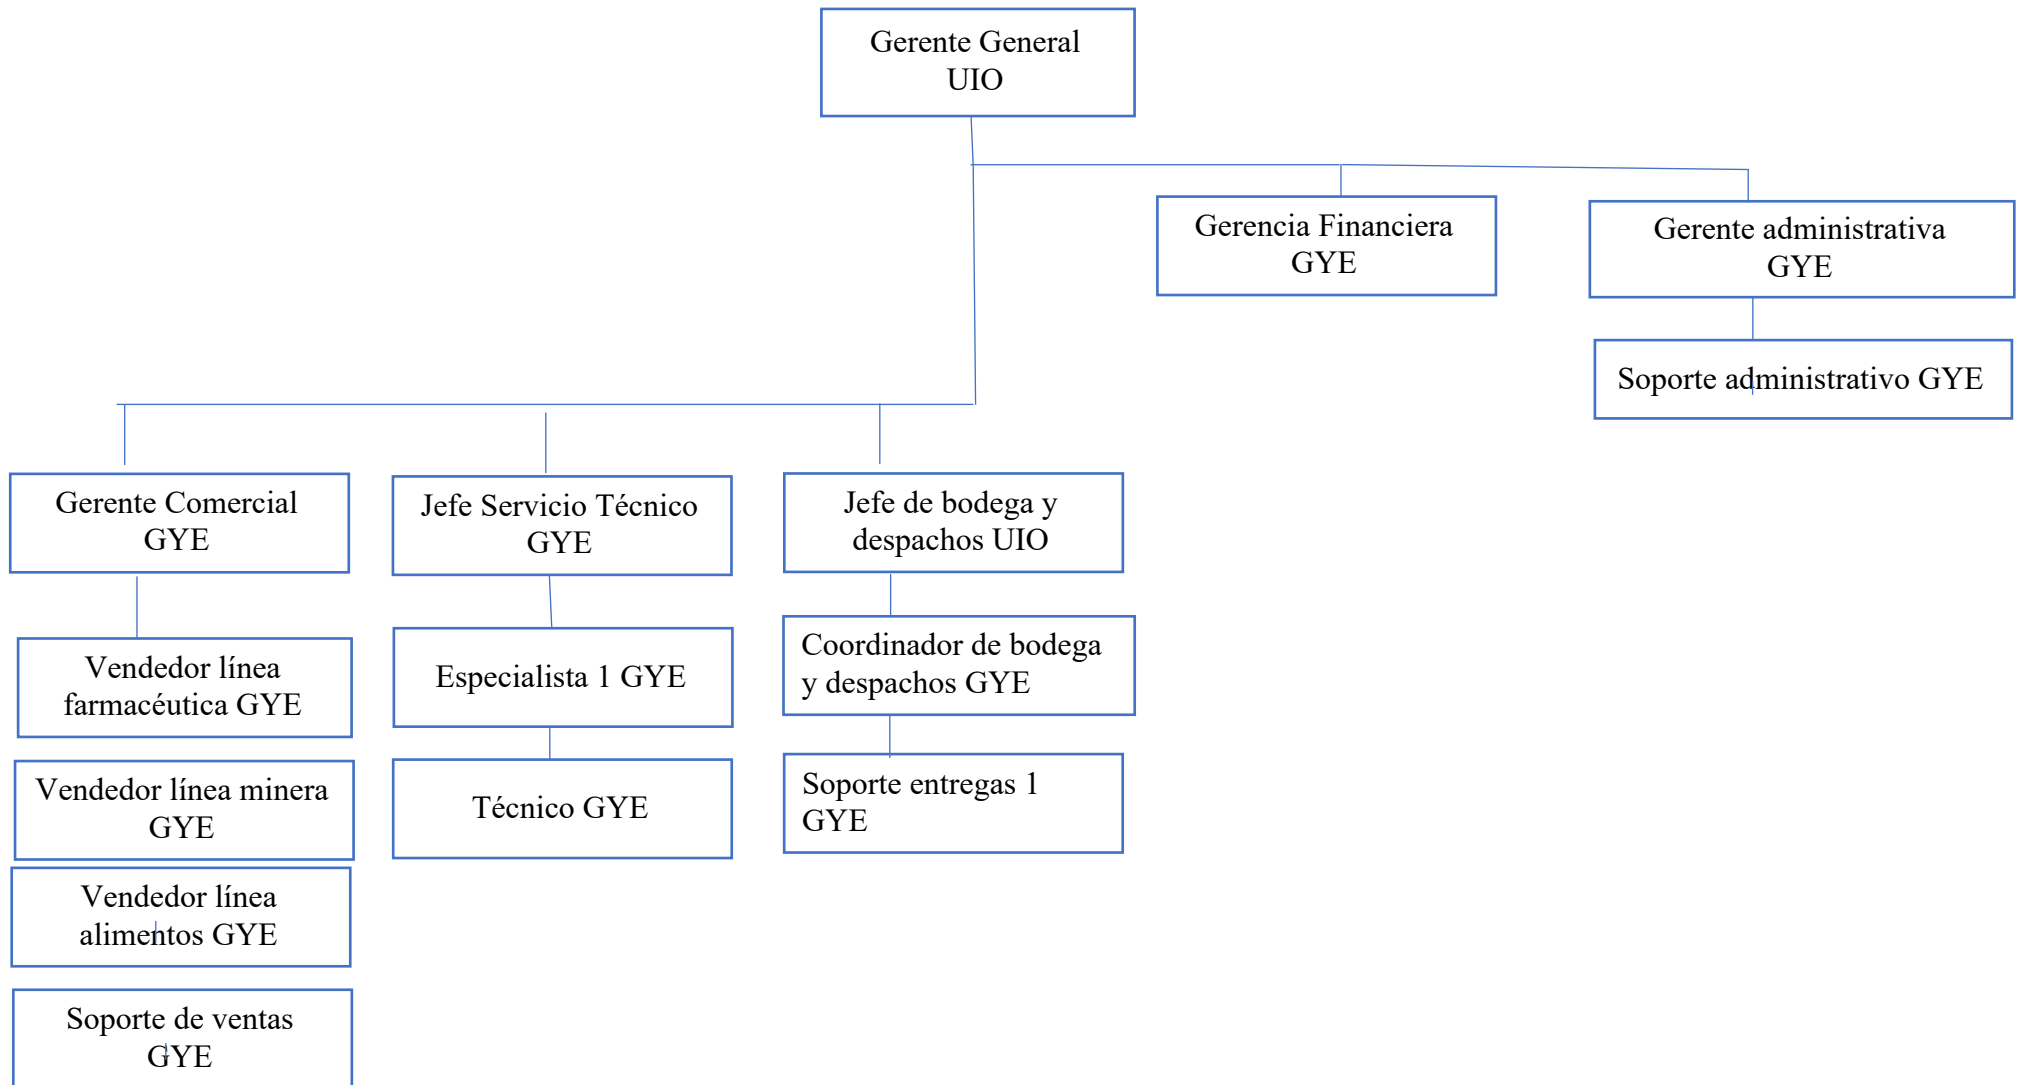 Gerente General
UIO
Gerencia Financiera
GYE
Gerente administrativa
GYE
Soporte administrativo GYE
Gerente Comercial
GYE
Jefe Servicio Técnico
GYE
Jefe de bodega y
despachos UIO
Vendedor línea
farmacéutica GYE
Especialista 1 GYE
Coordinador de bodega
y despachos GYE
Vendedor línea minera
GYE
Técnico GYE
Soporte entregas 1
GYE
Vendedor línea
alimentos GYE
Soporte de ventas
GYE